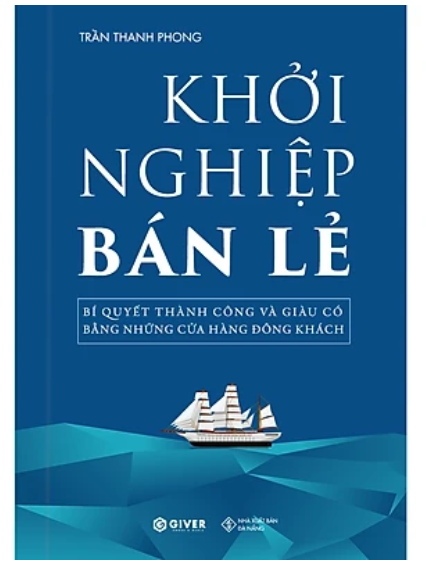 TRẦN THANH PHONG
KHỞI
NGHIỆP
BÁN LẺ
BÍ QUYẾT THÀNH CÔNG VÀ GIÀU CÓ
BẰNG NHỮNG CỬA HÀNG ĐÔNG KHÁCH
GIVER
NHÀ XUẤT BẢN
ĐÀ NẴNG